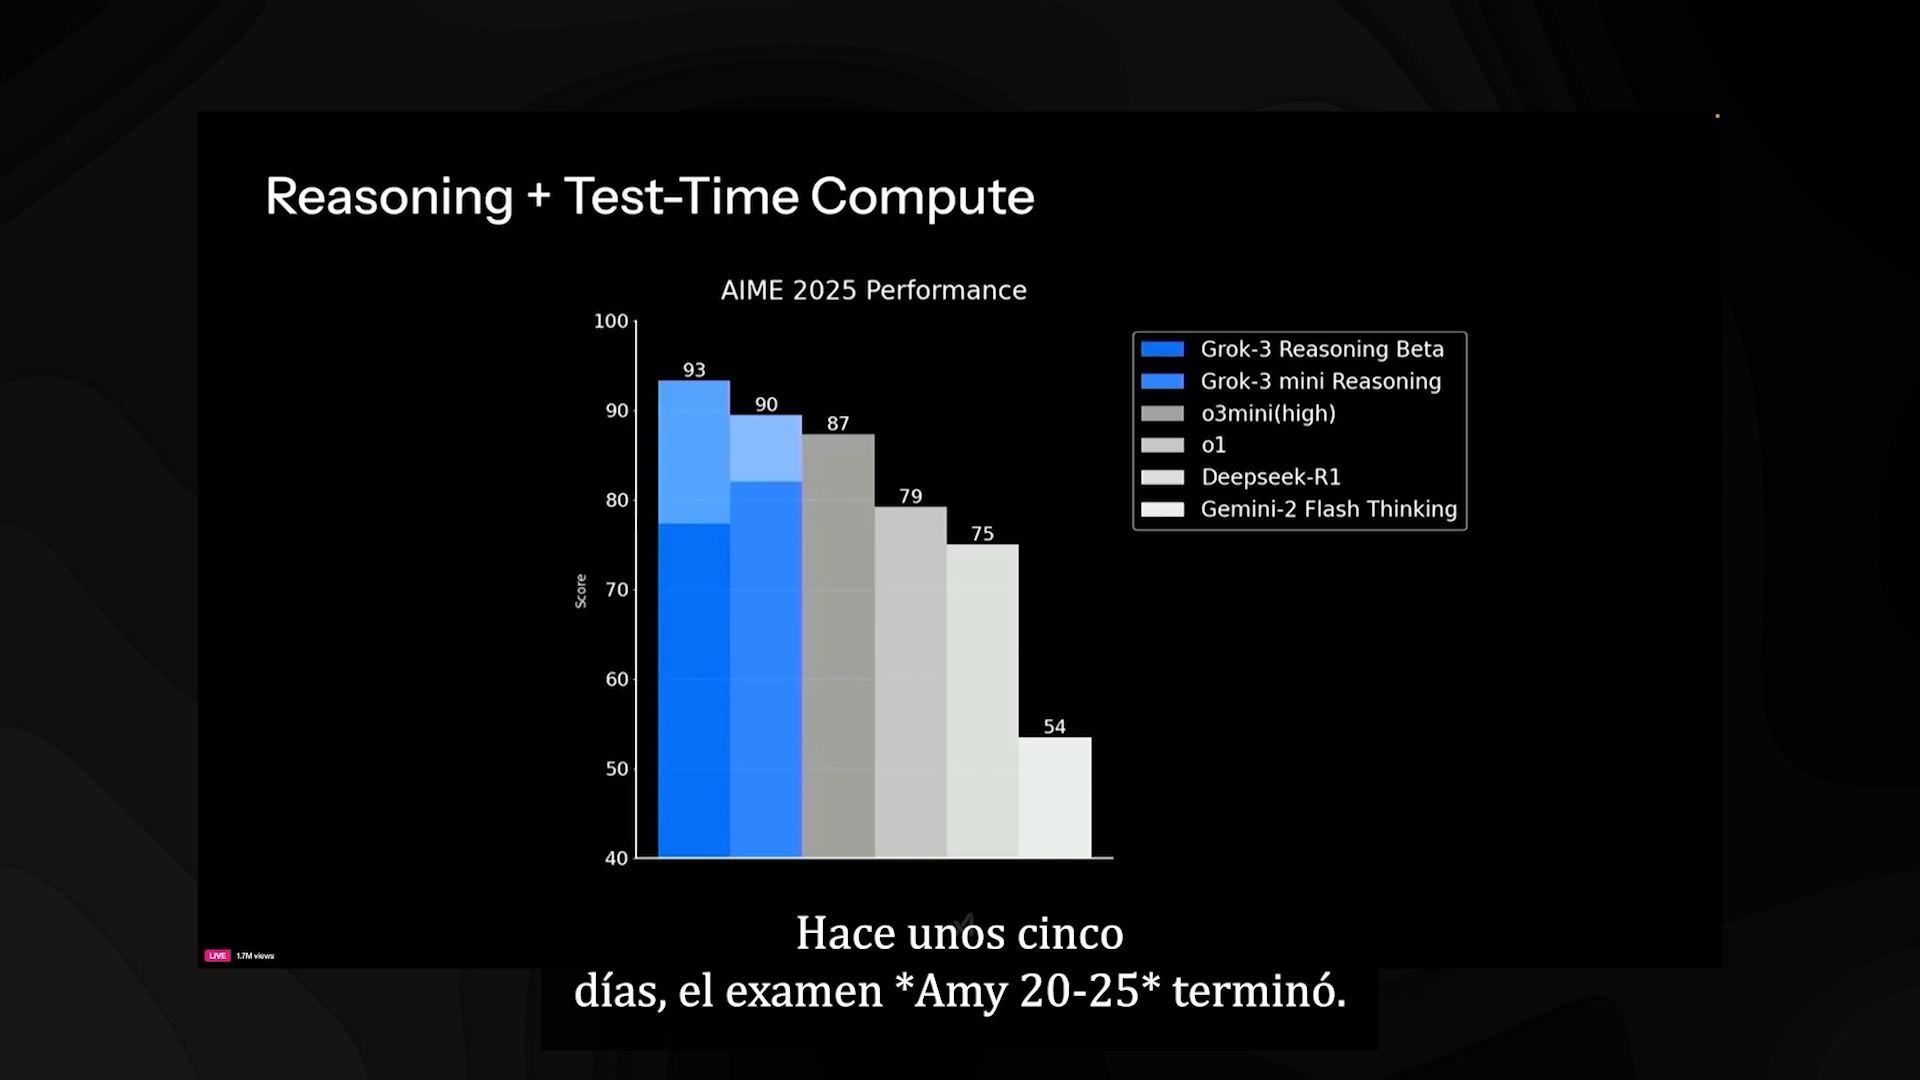 Reasoning + Test-Time Compute
AIME 2025 Performance
100
90
80
70
60
50
40
Score
93
90
87
79
75
54
Grok-3 Reasoning Beta
Grok-3 mini Reasoning
o3mini(high)
o1
Deepseek-R1
Gemini-2 Flash Thinking
LIVE 1.7M views
Hace unos cinco
días, el examen *Amy 20-25* terminó.